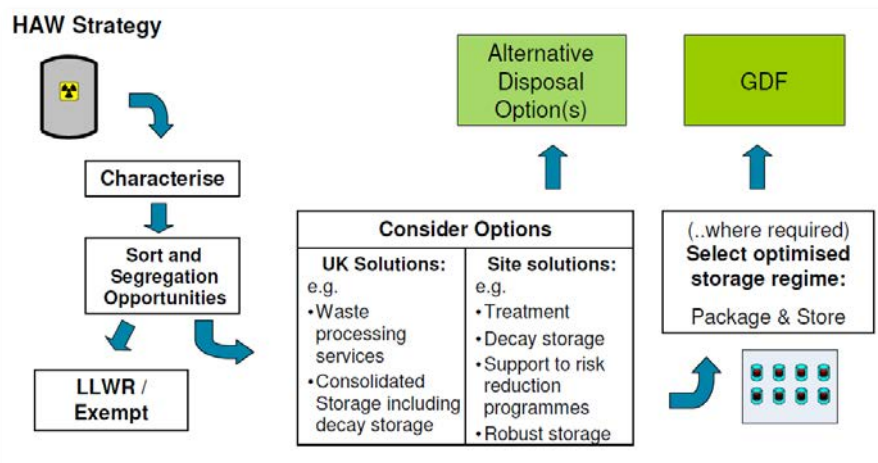 HAW Strategy
Characterise
Sort and
Segregation
Opportunities
LLWR /
Exempt
Consider Options
UK Solutions:
e.g.
•Waste
processing
services
•Consolidated
Storage including
decay storage
Site solutions:
e.g.
•Treatment
•Decay storage
•Support to risk
reduction
programmes
•Robust storage
Alternative
Disposal
Option(s)
(..where required)
Select optimised
storage regime:
Package & Store
GDF